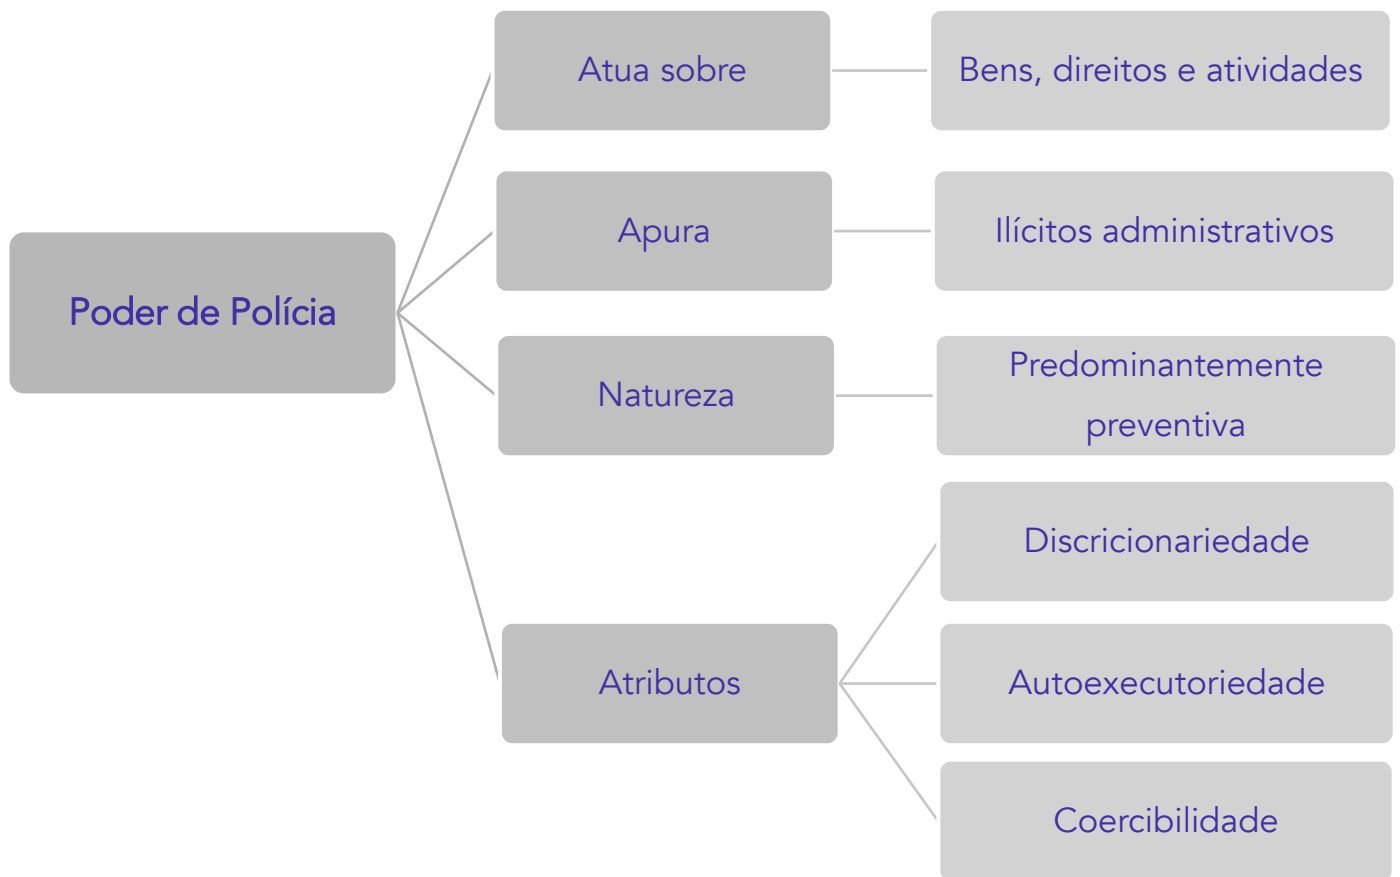 Poder de Polícia
Atua sobre
Bens, direitos e atividades
Apura
Ilícitos administrativos
Natureza
Predominantemente
preventiva
Atributos
Discricionariedade
Autoexecutoriedade
Coercibilidade